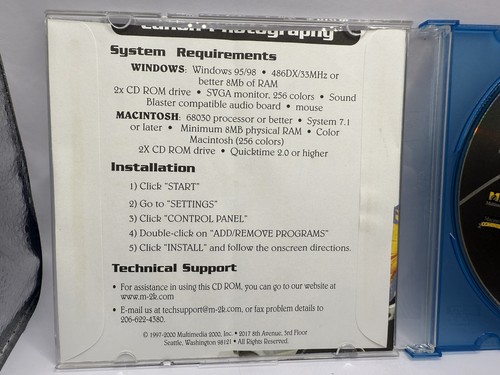 Canon Photography
System Requirements
WINDOWS: Windows 95/98 • 486DX/33MHz or
better 8Mb of RAM
2x CD ROM drive • SVGA monitor, 256 colors • Sound
Blaster compatible audio board • mouse
MACINTOSH: 68030 processor or better • System 7.1
or later • Minimum 8MB physical RAM • Color
Macintosh (256 colors)
2X CD ROM drive • Quicktime 2.0 or higher
Installation
1) Click "START"
2) Go to "SETTINGS"
3) Click "CONTROL PANEL"
4) Double-click on "ADD/REMOVE PROGRAMS"
5) Click "INSTALL" and follow the onscreen directions.
Technical Support
• For assistance in using this CD ROM, you can go to our website at
www.m-2k.com
• E-mail us at techsupport@m-2k.com, or fax problem details to
206-622-4380.
© 1997-2000 Multimedia 2000, Inc. • 2017 8th Avenue, 3rd Floor
Seattle, Washington 98121 • All Rights Reserved.